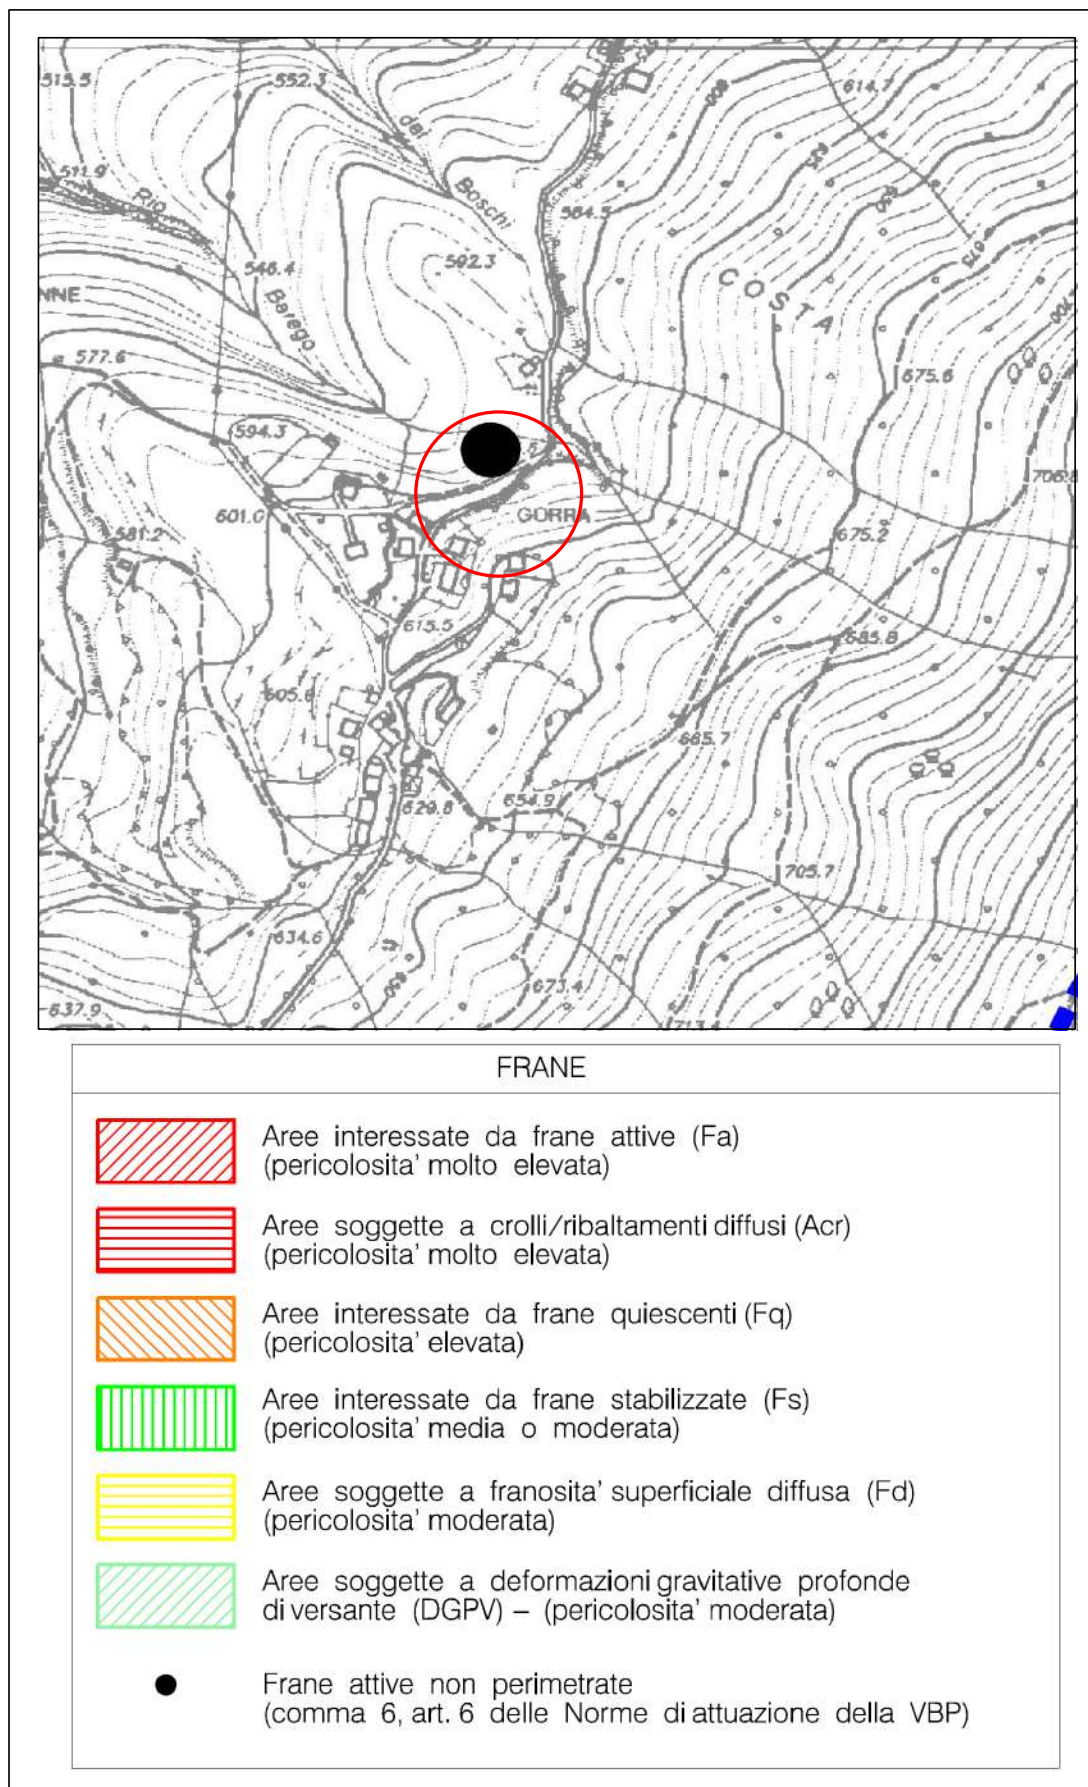 515.5
552.3
del
614.7
800
511.9
Rio
Boschi
564.5
592.3
546.4
COSTA
NNE
Barego
577.6
675.6
700
594.3
601.0
GORRA
581.2
675.2
615.5
685.8
605.8
665.7
654.9
705.7
634.6
673.4
637.9
FRANE
Aree interessate da frane attive (Fa)
(pericolosita' molto elevata)
Aree soggette a crolli/ribaltamenti diffusi (Acr)
(pericolosita' molto elevata)
Aree interessate da frane quiescenti (Fq)
(pericolosita' elevata)
Aree interessate da frane stabilizzate (Fs)
(pericolosita' media o moderata)
Aree soggette a franosita' superficiale diffusa (Fd)
(pericolosita' moderata)
Aree soggette a deformazioni gravitative profonde
di versante (DGPV) – (pericolosita' moderata)
Frane attive non perimetrate
(comma 6, art. 6 delle Norme di attuazione della VBP)